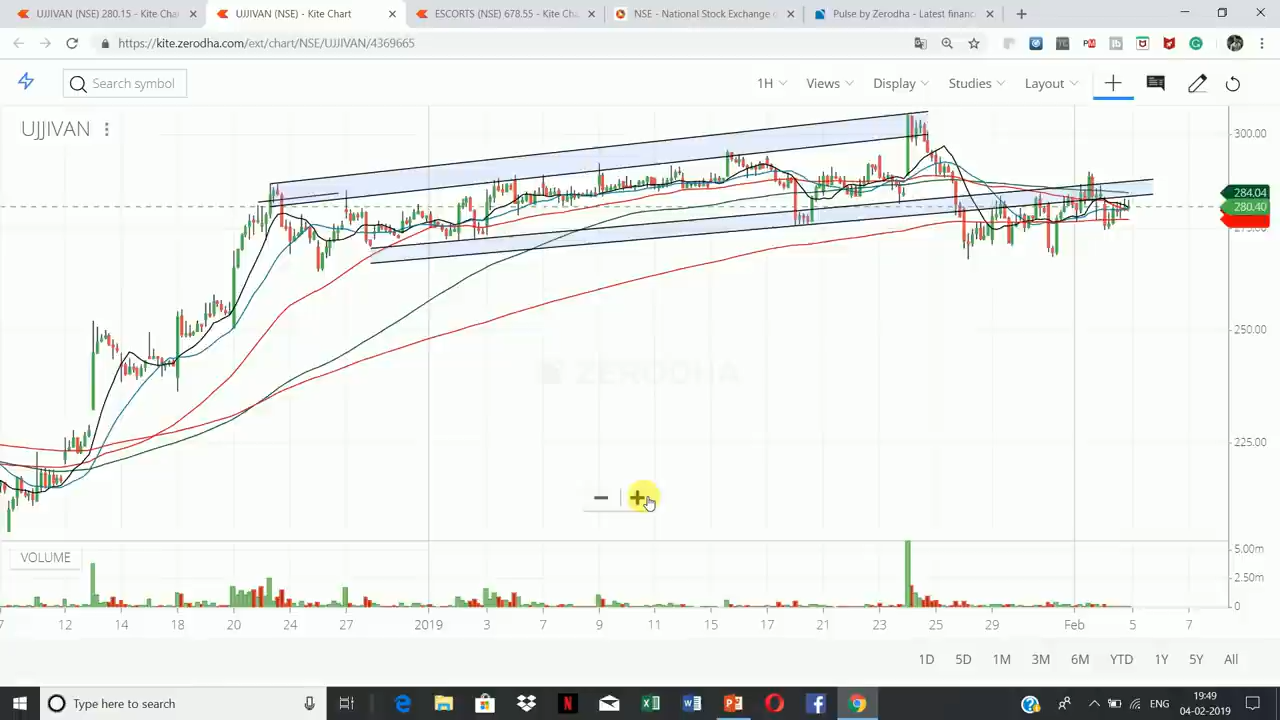 UJJIVAN (NSE) 280.15 - Kite Cha
UJJIVAN (NSE) - Kite Chart
ESCORTS (NSE) 678.55 - Kite Cha
NSE - National Stock Exchange o
Pulse by Zerodha - Latest financ
https://kite.zerodha.com/ext/chart/NSE/UJJIVAN/4369665
Search symbol
1H
Views
Display
Studies
Layout
UJJIVAN
300.00
284.04
280.40
250.00
225.00
ZERODHA
VOLUME
5.00m
2.50m
0
7 12 14 18 20 24 27 2019 3 7 9 11 15 17 21 23 25 29 Feb 5 7
1D 5D 1M 3M 6M YTD 1Y 5Y All
Type here to search
ENG
19:49
04-02-2019